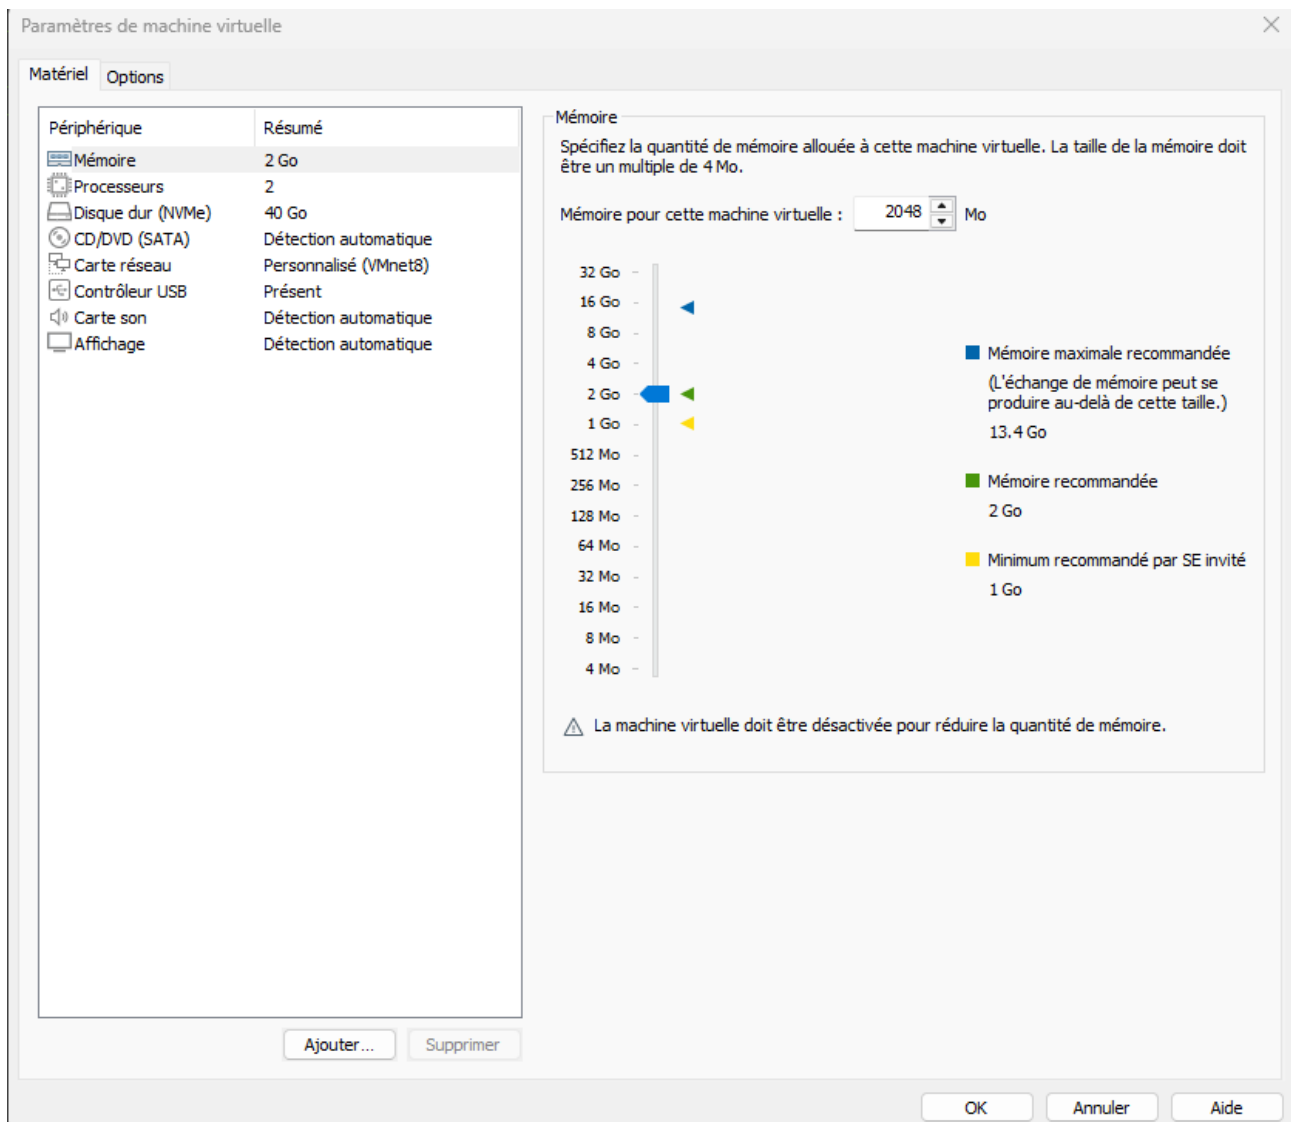 Paramètres de machine virtuelle
Matériel
Options
Périphérique Résumé
Mémoire 2 Go
Processeurs 2
Disque dur (NVMe) 40 Go
CD/DVD (SATA) Détection automatique
Carte réseau Personnalisé (VMnet8)
Contrôleur USB Présent
Carte son Détection automatique
Affichage Détection automatique
Ajouter...
Supprimer
Mémoire
Spécifiez la quantité de mémoire allouée à cette machine virtuelle. La taille de la mémoire doit
être un multiple de 4 Mo.
Mémoire pour cette machine virtuelle : 2048 Mo
32 Go
16 Go
8 Go
4 Go
2 Go
1 Go
512 Mo
256 Mo
128 Mo
64 Mo
32 Mo
16 Mo
8 Mo
4 Mo
Mémoire maximale recommandée
(L'échange de mémoire peut se
produire au-delà de cette taille.)
13.4 Go
Mémoire recommandée
2 Go
Minimum recommandé par SE invité
1 Go
La machine virtuelle doit être désactivée pour réduire la quantité de mémoire.
OK
Annuler
Aide